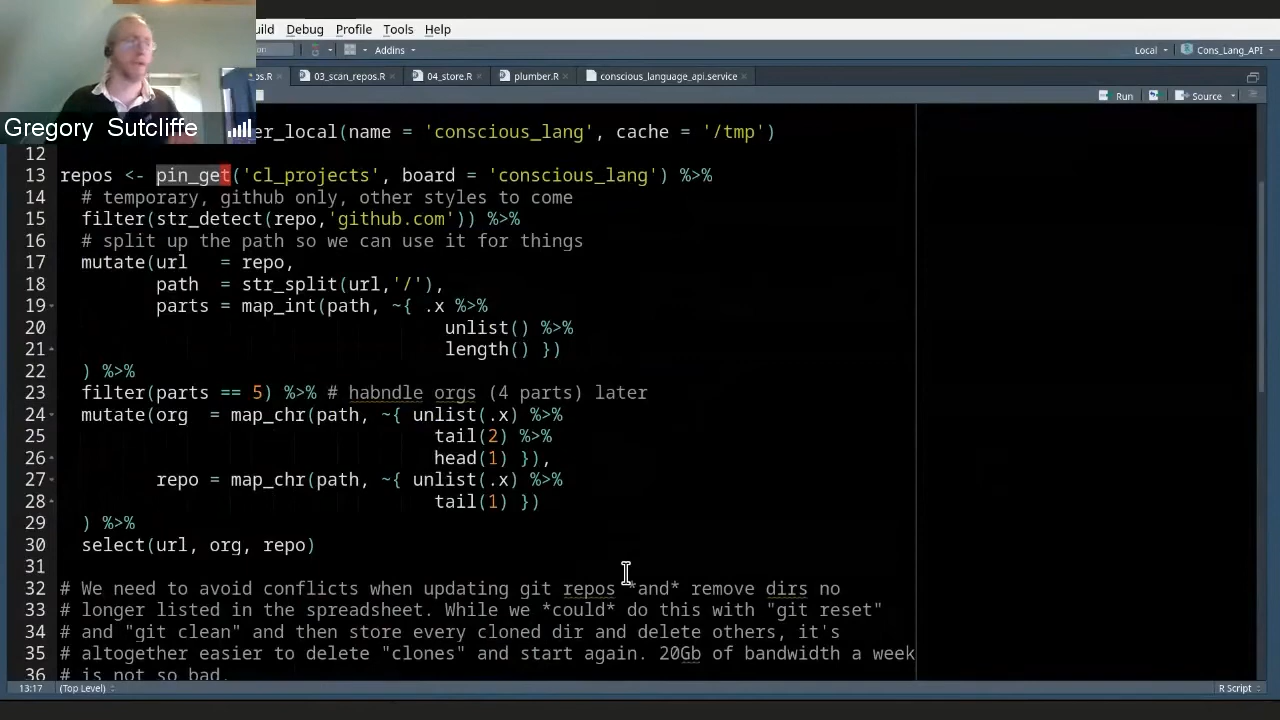 uild Debug Profile Tools Help
Addins Local Cons_Lang_API
os.R 03_scan_repos.R 04_store.R plumber.R conscious_language_api.service
Run Source
Gregory Sutcliffe
er_local(name = 'conscious_lang', cache = '/tmp')
12
13 repos <- pin_get('cl_projects', board = 'conscious_lang') %>%
14 # temporary, github only, other styles to come
15 filter(str_detect(repo,'github.com')) %>%
16 # split up the path so we can use it for things
17 mutate(url = repo,
18 path = str_split(url,'/'),
19 parts = map_int(path, ~{ .x %>%
20 unlist() %>%
21 length() })
22 ) %>%
23 filter(parts == 5) %>% # habndle orgs (4 parts) later
24 mutate(org = map_chr(path, ~{ unlist(.x) %>%
25 tail(2) %>%
26 head(1) }),
27 repo = map_chr(path, ~{ unlist(.x) %>%
28 tail(1) })
29 ) %>%
30 select(url, org, repo)
31
32 # We need to avoid conflicts when updating git repos *and* remove dirs no
33 # longer listed in the spreadsheet. While we *could* do this with "git reset"
34 # and "git clean" and then store every cloned dir and delete others, it's
35 # altogether easier to delete "clones" and start again. 20Gb of bandwidth a week
36 # is not so bad.
13:17 (Top Level) R Script